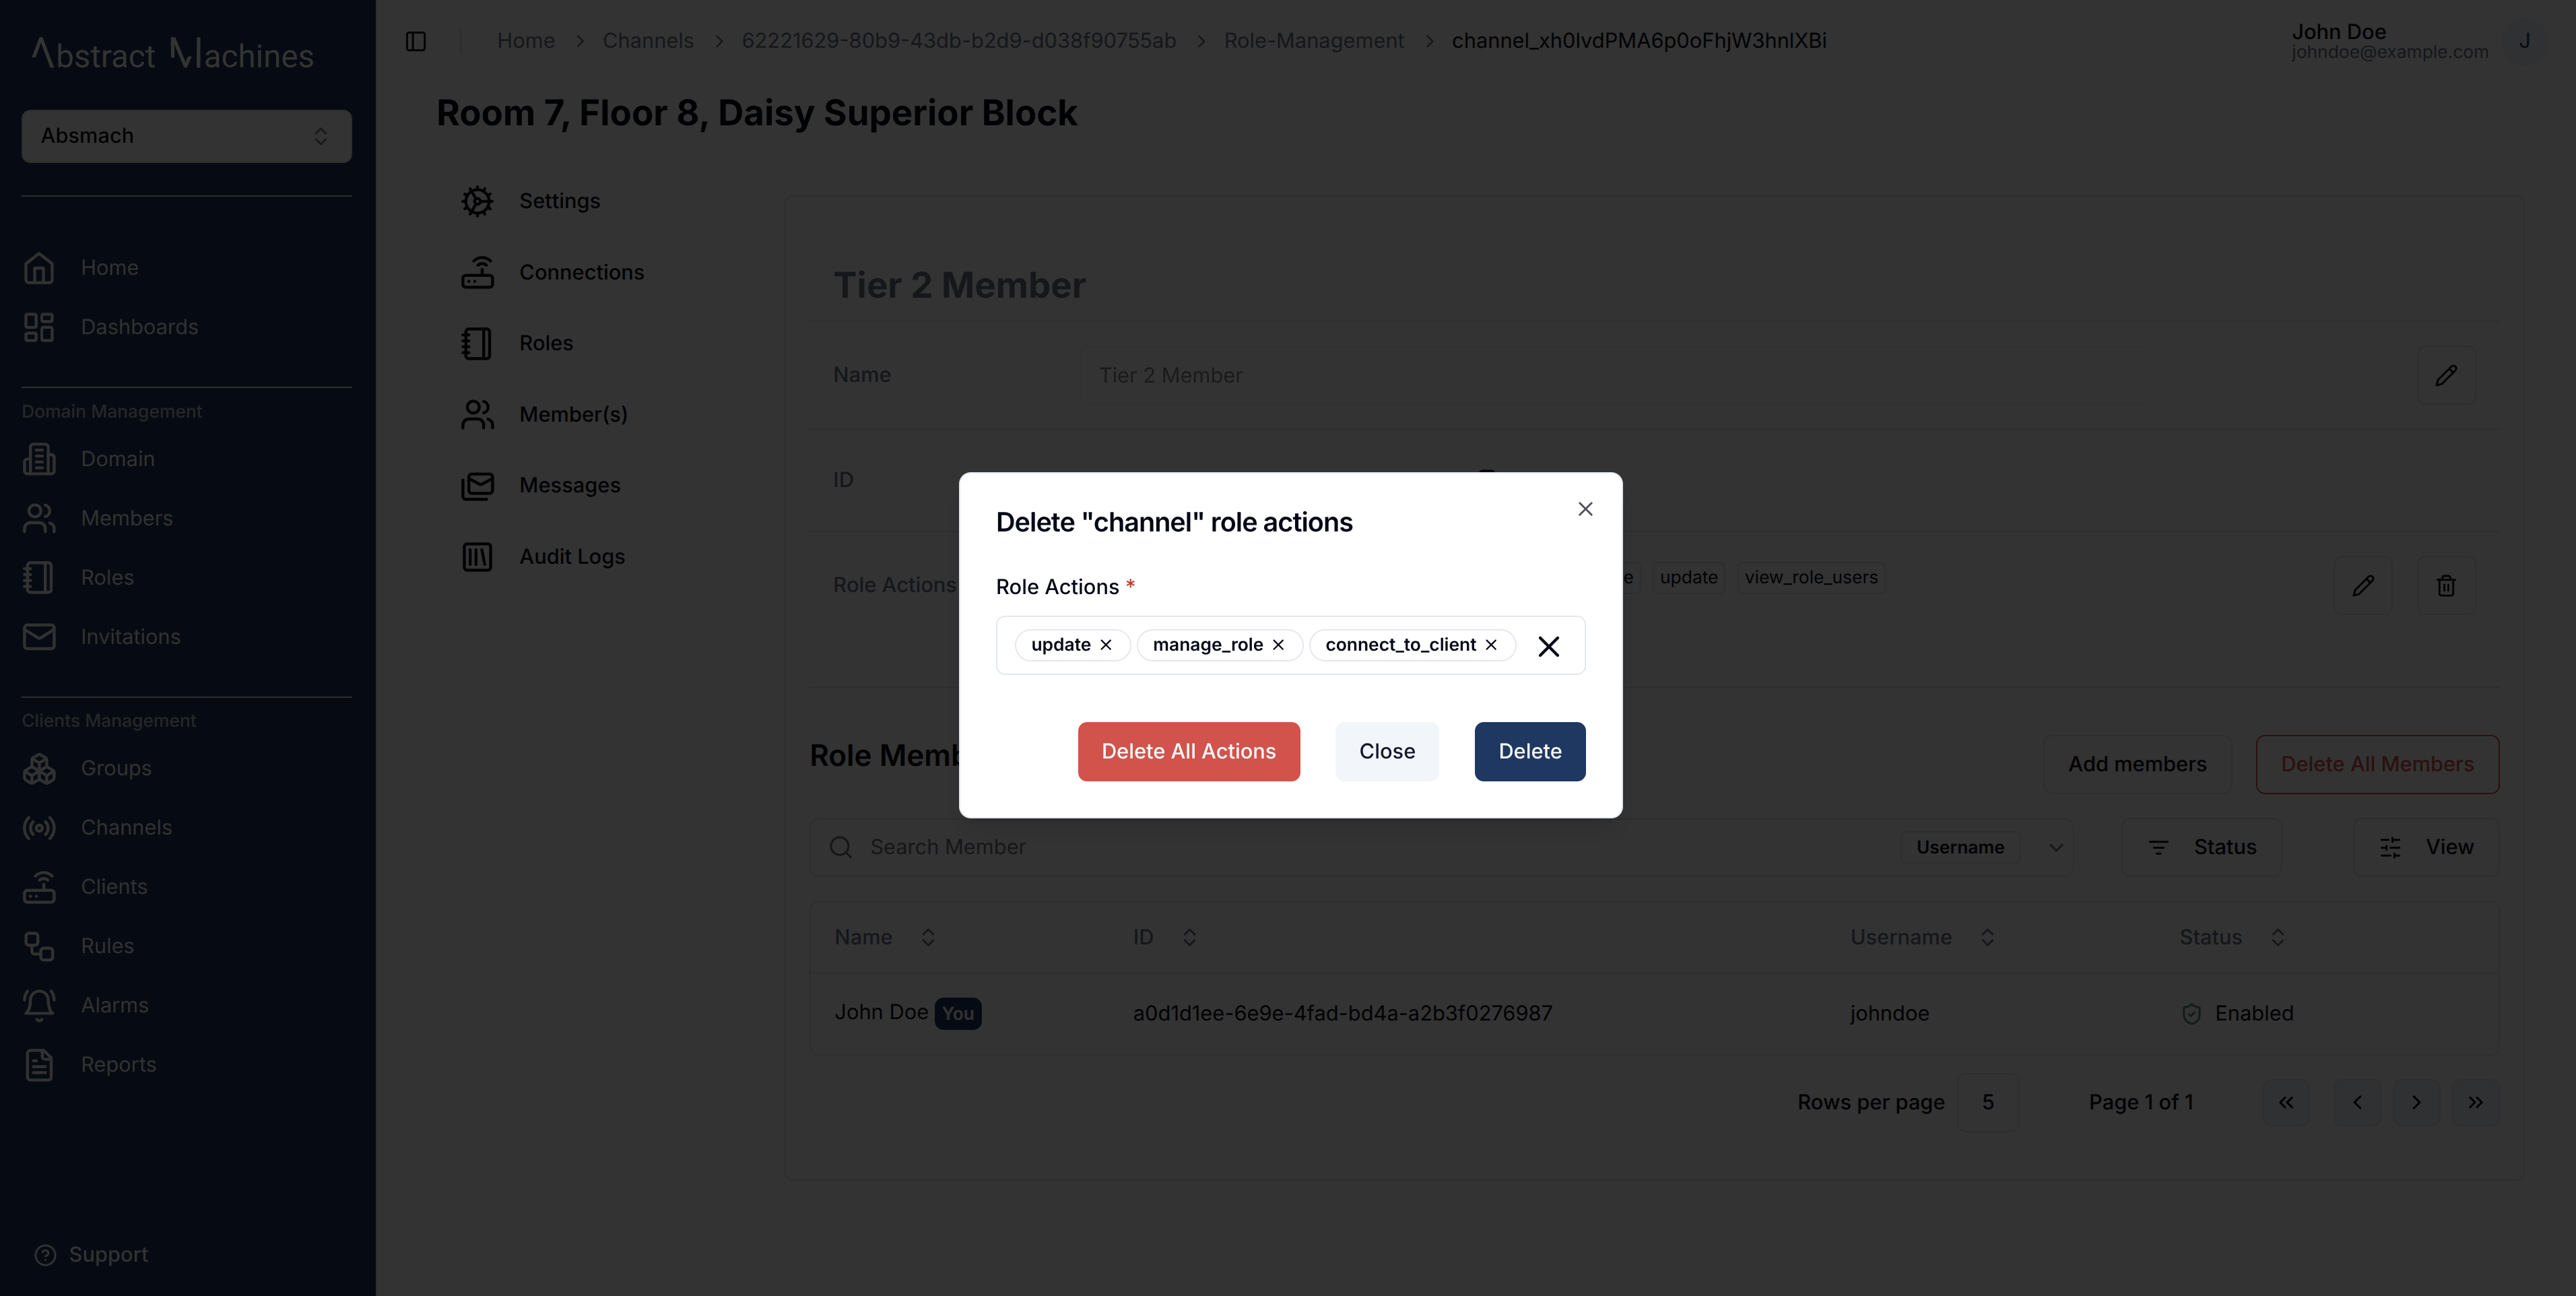 Abstract Machines
Absmach
Home
Dashboards
Domain Management
Domain
Members
Roles
Invitations
Clients Management
Groups
Channels
Clients
Rules
Alarms
Reports
Support
Home > Channels > 62221629-80b9-43db-b2d9-d038f90755ab > Role-Management > channel_xh0lvdPMA6p0oFhjW3hnlXBi
John Doe
johndoe@example.com
J
Room 7, Floor 8, Daisy Superior Block
Settings
Connections
Roles
Member(s)
Messages
Audit Logs
Tier 2 Member
Name Tier 2 Member
ID
Role Actions update view_role_users
Delete "channel" role actions
Role Actions *
update manage_role connect_to_client
Delete All Actions Close Delete
Role Memb
Add members Delete All Members
Search Member Username Status View
Name ID Username Status
John Doe You a0d1d1ee-6e9e-4fad-bd4a-a2b3f0276987 johndoe Enabled
Rows per page 5 Page 1 of 1